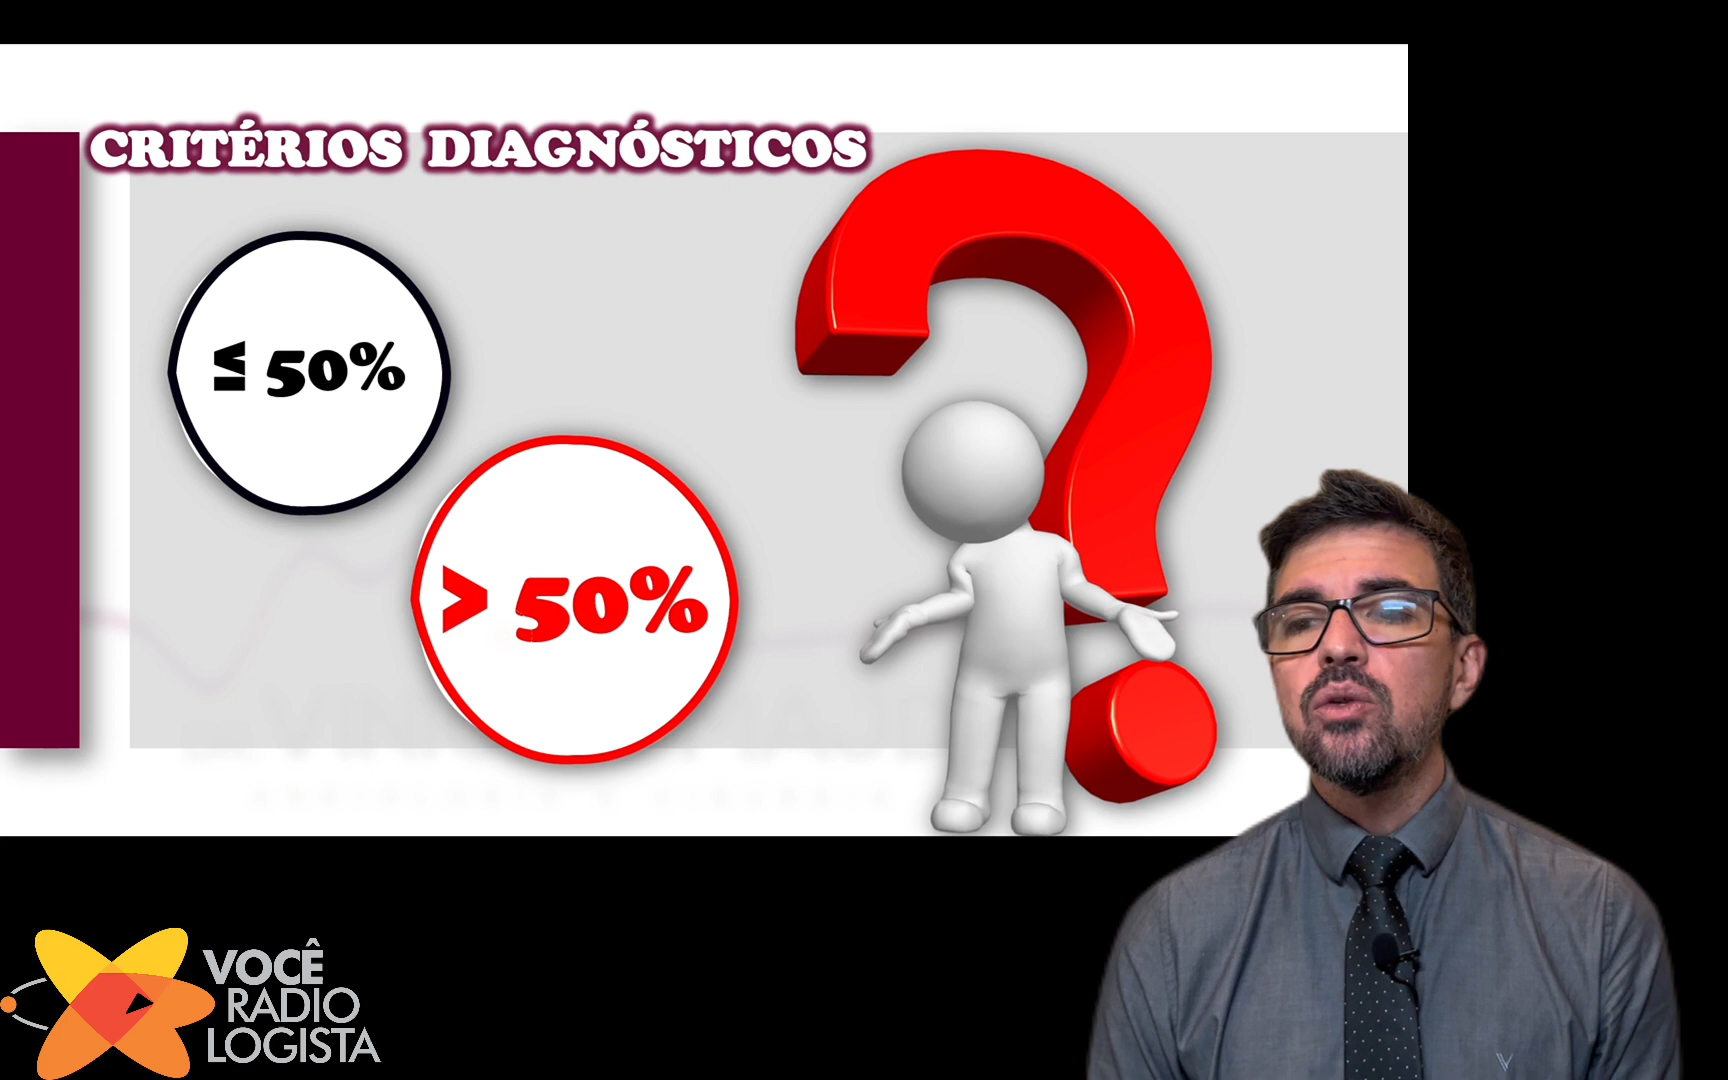 CRITÉRIOS DIAGNÓSTICOS
≤ 50%
> 50%
VOCÊ
RADIO
LOGISTA